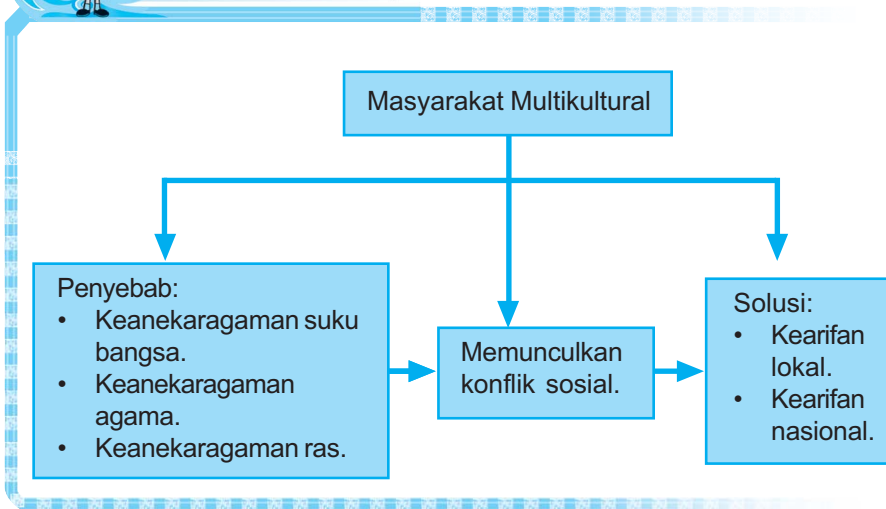 Masyarakat Multikultural
Penyebab:
• Keanekaragaman suku
bangsa.
• Keanekaragaman
agama.
• Keanekaragaman ras.
Memunculkan
konflik sosial.
Solusi:
• Kearifan
lokal.
• Kearifan
nasional.